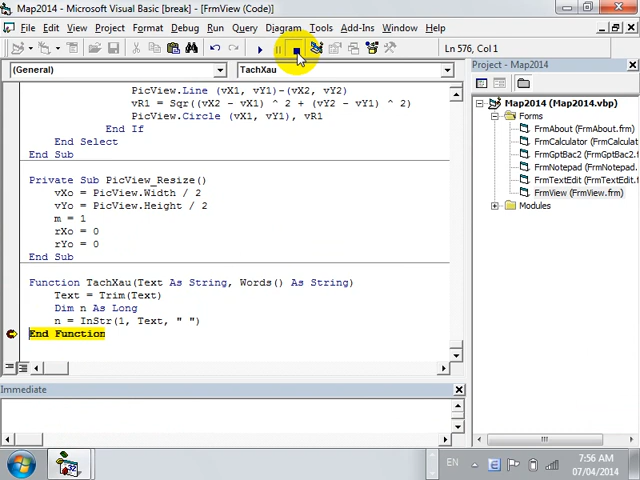 Map2014 - Microsoft Visual Basic [break] - [FrmView (Code)]
File Edit View Project Format Debug Run Query Diagram Tools Add-Ins Window Help
Ln 576, Col 1
(General)
TachXau
PicView.Line (vX1, vY1)-(vX2, vY2)
vR1 = Sqr((vX2 - vX1) ^ 2 + (vY2 - vY1) ^ 2)
PicView.Circle (vX1, vY1), vR1
End If
End Select
End Sub
Private Sub PicView_Resize()
vXo = PicView.Width / 2
vYo = PicView.Height / 2
m = 1
rXo = 0
rYo = 0
End Sub
Function TachXau(Text As String, Words() As String)
Text = Trim(Text)
Dim n As Long
n = InStr(1, Text, " ")
End Function
Immediate
Project - Map2014
Map2014 (Map2014.vbp)
Forms
FrmAbout (FrmAbout.frm)
FrmCalculator (FrmCalculator.
FrmGptBac2 (FrmGptBac2.
FrmNotepad (FrmNotepad.
FrmTextEdit (FrmTextEdit.
FrmView (FrmView.frm)
Modules
EN
7:56 AM
07/04/2014